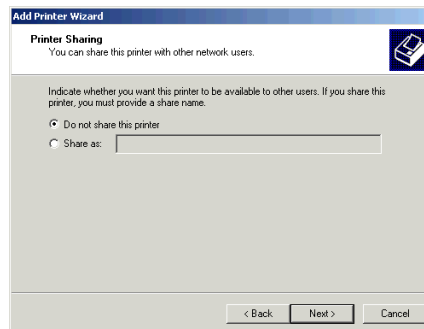 Add Printer Wizard
Printer Sharing
You can share this printer with other network users.
Indicate whether you want this printer to be available to other users. If you share this
printer, you must provide a share name.
Do not share this printer
Share as:
< Back Next > Cancel